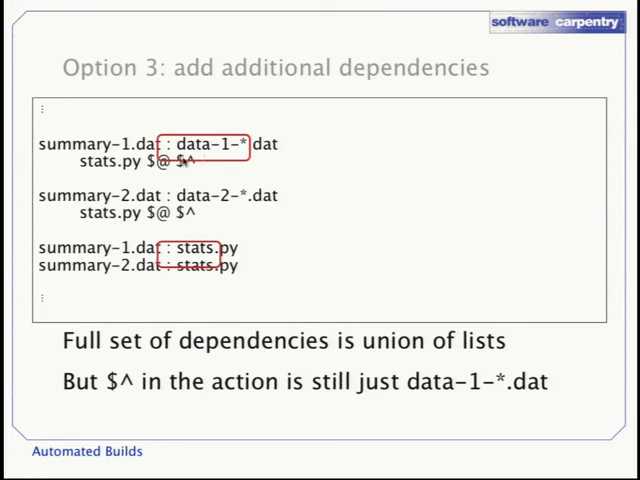 software carpentry
Option 3: add additional dependencies
⋮
summary-1.dat : data-1-*.dat
stats.py $@ $^
summary-2.dat : data-2-*.dat
stats.py $@ $^
summary-1.dat : stats.py
summary-2.dat : stats.py
⋮
Full set of dependencies is union of lists
But $^ in the action is still just data-1-*.dat
Automated Builds